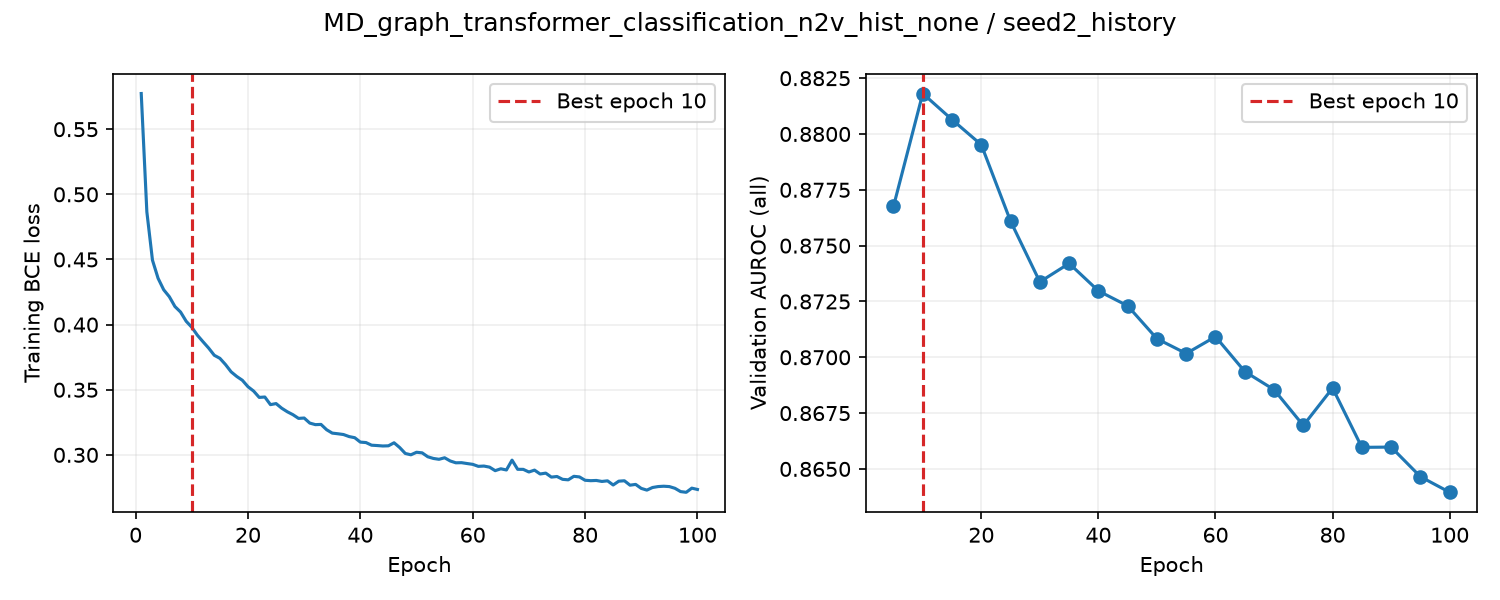 MD_graph_transformer_classification_n2v_hist_none / seed2_history
Training BCE loss
0.55
0.50
0.45
0.40
0.35
0.30
Best epoch 10
0 20 40 60 80 100
Epoch
Validation AUROC (all)
0.8825
0.8800
0.8775
0.8750
0.8725
0.8700
0.8675
0.8650
Best epoch 10
20 40 60 80 100
Epoch